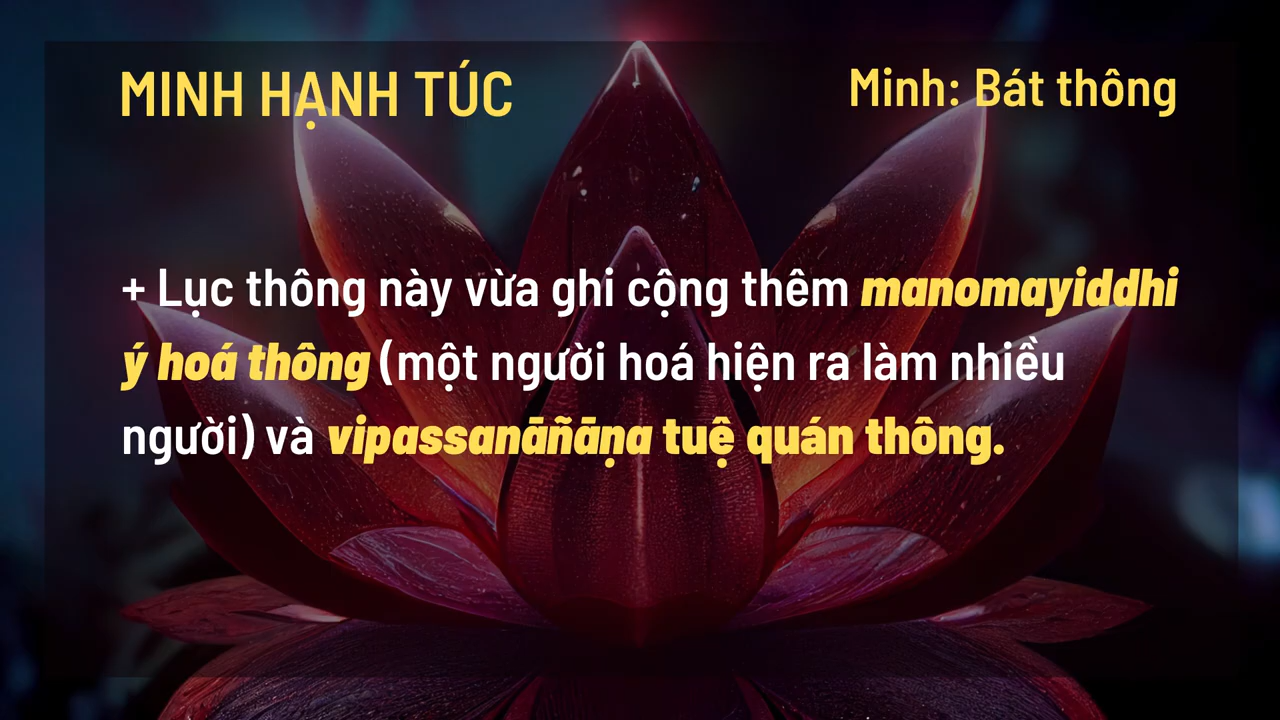 MINH HẠNH TÚC
Minh: Bát thông
+ Lục thông này vừa ghi cộng thêm manomayiddhi
ý hoá thông (một người hoá hiện ra làm nhiều
người) và vipassanāñāṇa tuệ quán thông.